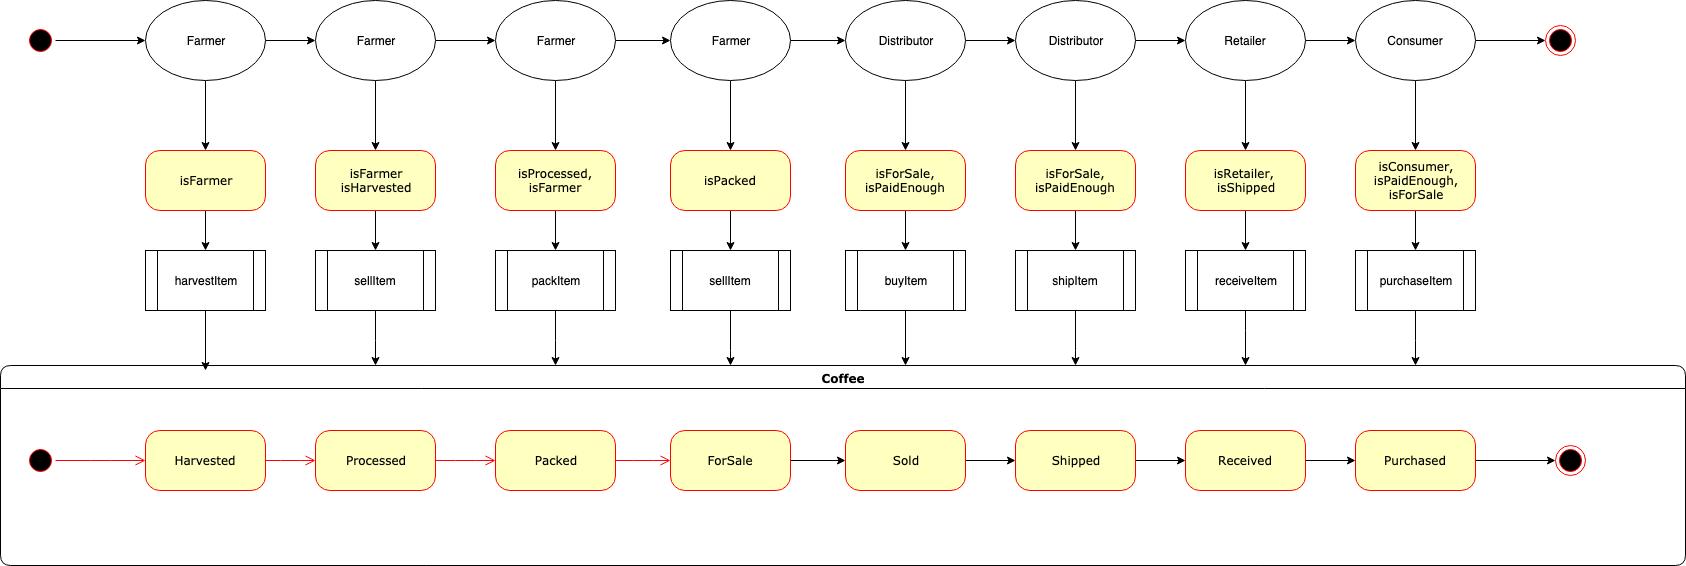 Farmer
Farmer
Farmer
Farmer
Distributor
Distributor
Retailer
Consumer
isFarmer
isFarmer
isHarvested
isProcessed,
isFarmer
isPacked
isForSale,
isPaidEnough
isForSale,
isPaidEnough
isRetailer,
isShipped
isConsumer,
isPaidEnough,
isForSale
harvestItem
sellItem
packItem
sellItem
buyItem
shipItem
receiveItem
purchaseItem
Coffee
Harvested
Processed
Packed
ForSale
Sold
Shipped
Received
Purchased